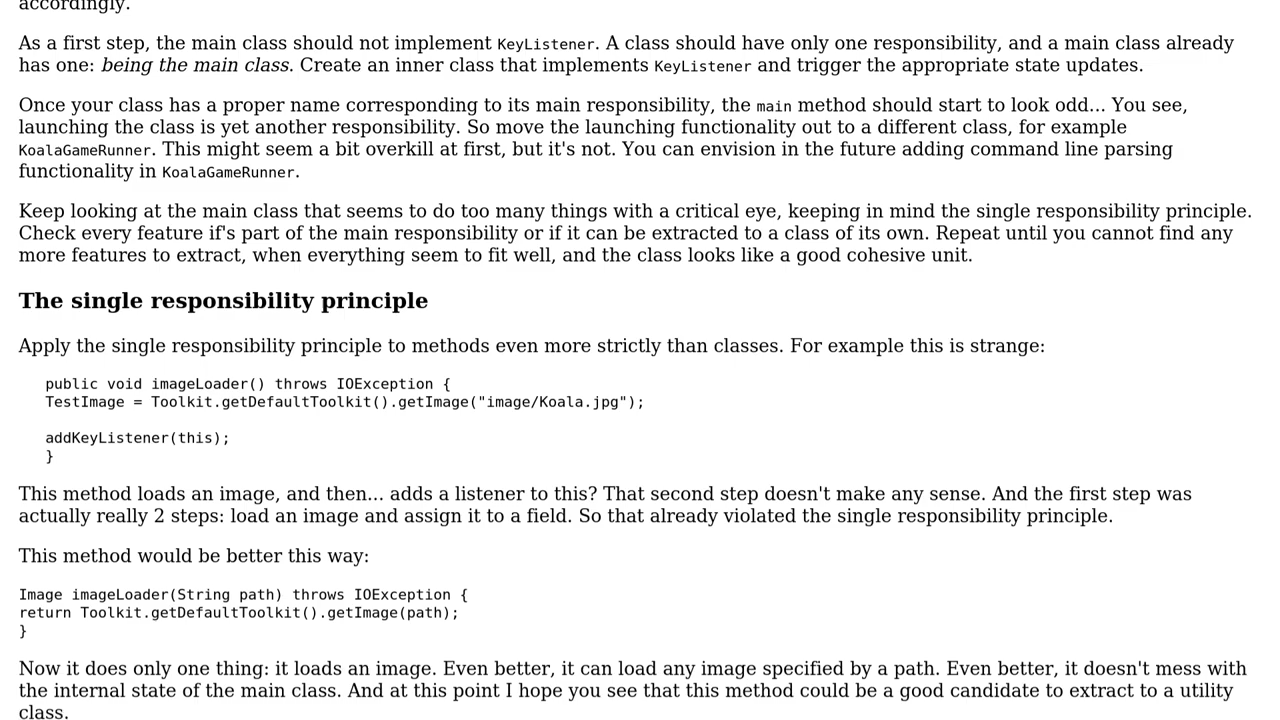 accordingly.
As a first step, the main class should not implement KeyListener. A class should have only one responsibility, and a main class already
has one: being the main class. Create an inner class that implements KeyListener and trigger the appropriate state updates.
Once your class has a proper name corresponding to its main responsibility, the main method should start to look odd... You see,
launching the class is yet another responsibility. So move the launching functionality out to a different class, for example
KoalaGameRunner. This might seem a bit overkill at first, but it's not. You can envision in the future adding command line parsing
functionality in KoalaGameRunner.
Keep looking at the main class that seems to do too many things with a critical eye, keeping in mind the single responsibility principle.
Check every feature if's part of the main responsibility or if it can be extracted to a class of its own. Repeat until you cannot find any
more features to extract, when everything seem to fit well, and the class looks like a good cohesive unit.
The single responsibility principle
Apply the single responsibility principle to methods even more strictly than classes. For example this is strange:
public void imageLoader() throws IOException {
TestImage = Toolkit.getDefaultToolkit().getImage("image/Koala.jpg");
addKeyListener(this);
}
This method loads an image, and then... adds a listener to this? That second step doesn't make any sense. And the first step was
actually really 2 steps: load an image and assign it to a field. So that already violated the single responsibility principle.
This method would be better this way:
Image imageLoader(String path) throws IOException {
return Toolkit.getDefaultToolkit().getImage(path);
}
Now it does only one thing: it loads an image. Even better, it can load any image specified by a path. Even better, it doesn't mess with
the internal state of the main class. And at this point I hope you see that this method could be a good candidate to extract to a utility
class.